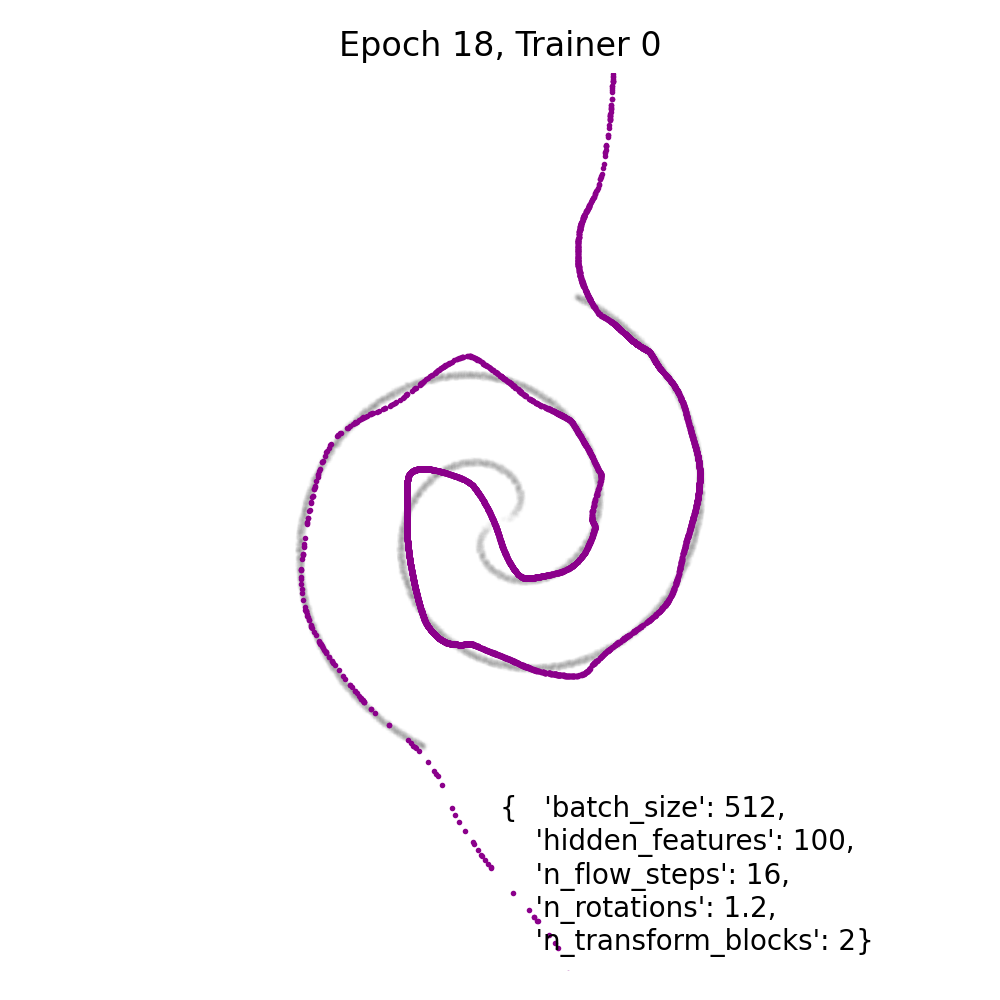 Epoch 18, Trainer 0
{   'batch_size': 512,
'hidden_features': 100,
'n_flow_steps': 16,
'n_rotations': 1.2,
'n_transform_blocks': 2}